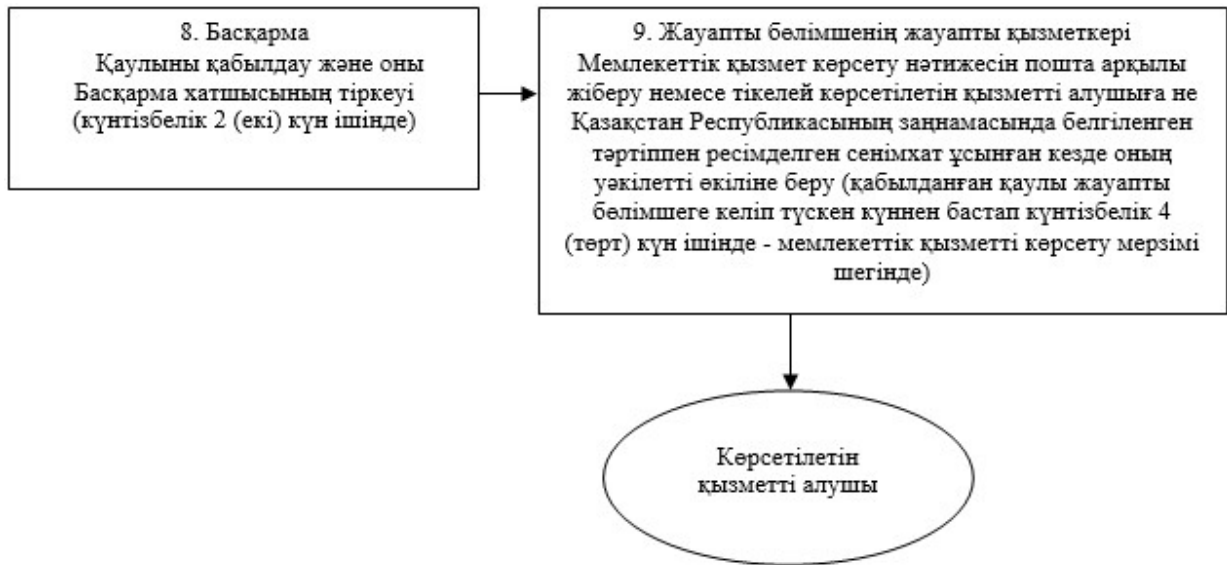 8. Басқарма
Қаулыны қабылдау және оны
Басқарма хатшысының тіркеуі
(күнтізбелік 2 (екі) күн ішінде)
9. Жауапты бөлімшенің жауапты қызметкері
Мемлекеттік қызмет көрсету нәтижесін пошта арқылы
жіберу немесе тікелей көрсетілетін қызметті алушыға не
Қазақстан Республикасының заңнамасында белгіленген
тәртіппен ресімделген сенімхат ұсынған кезде оның
уәкілетті өкіліне беру (қабылданған қаулы жауапты
бөлімшеге келіп түскен күннен бастап күнтізбелік 4
(төрт) күн ішінде - мемлекеттік қызметті көрсету мерзімі
шегінде)
Көрсетілетін
қызметті алушы